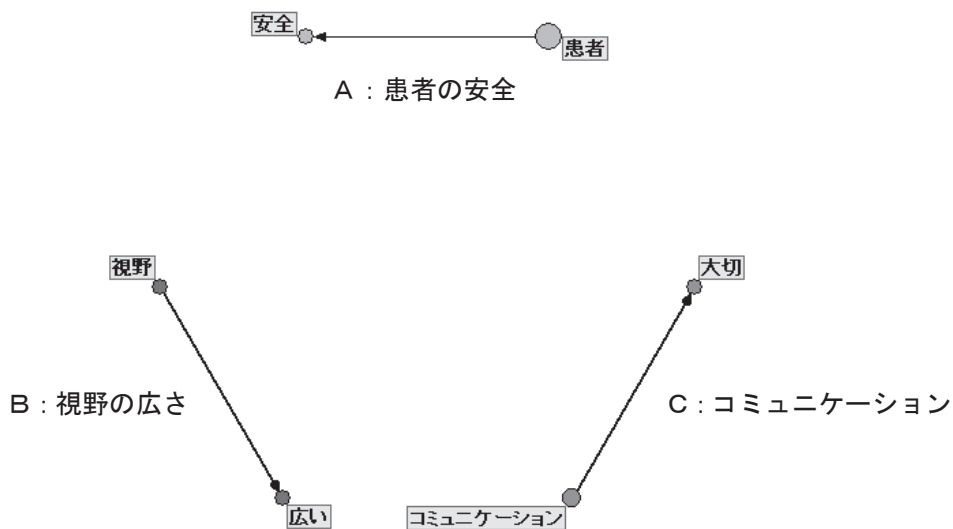 安全
患者
A：患者の安全
視野
大切
B：視野の広さ
C：コミュニケーション
広い
コミュニケーション